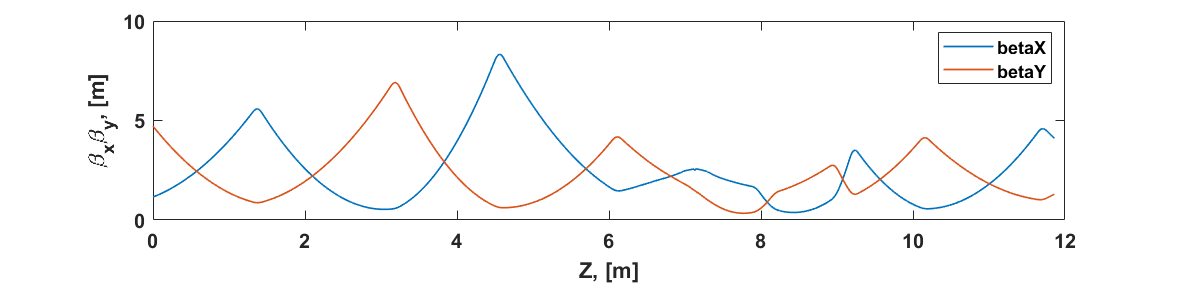 10
betaX
betaY
5
0
βx,βy, [m]
0 2 4 6 8 10 12
Z, [m]